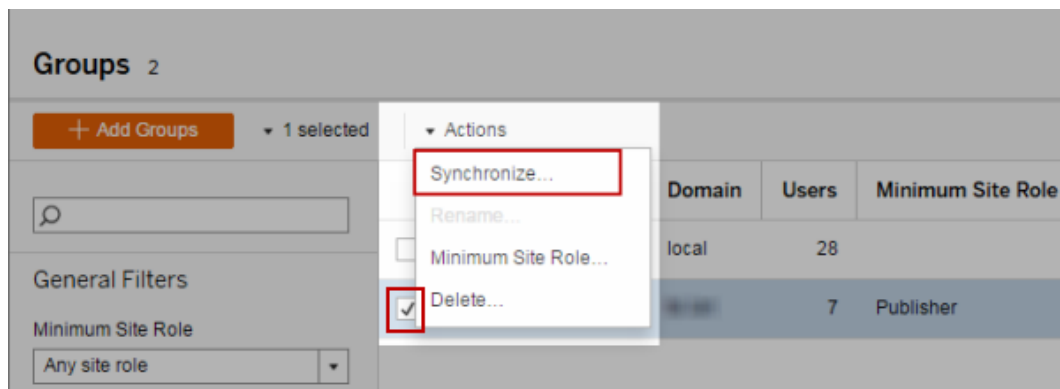 Groups 2
+ Add Groups
1 selected
Actions
Synchronize...
Rename...
Minimum Site Role...
Delete...
Domain Users Minimum Site Role
local 28
7 Publisher
General Filters
Minimum Site Role
Any site role